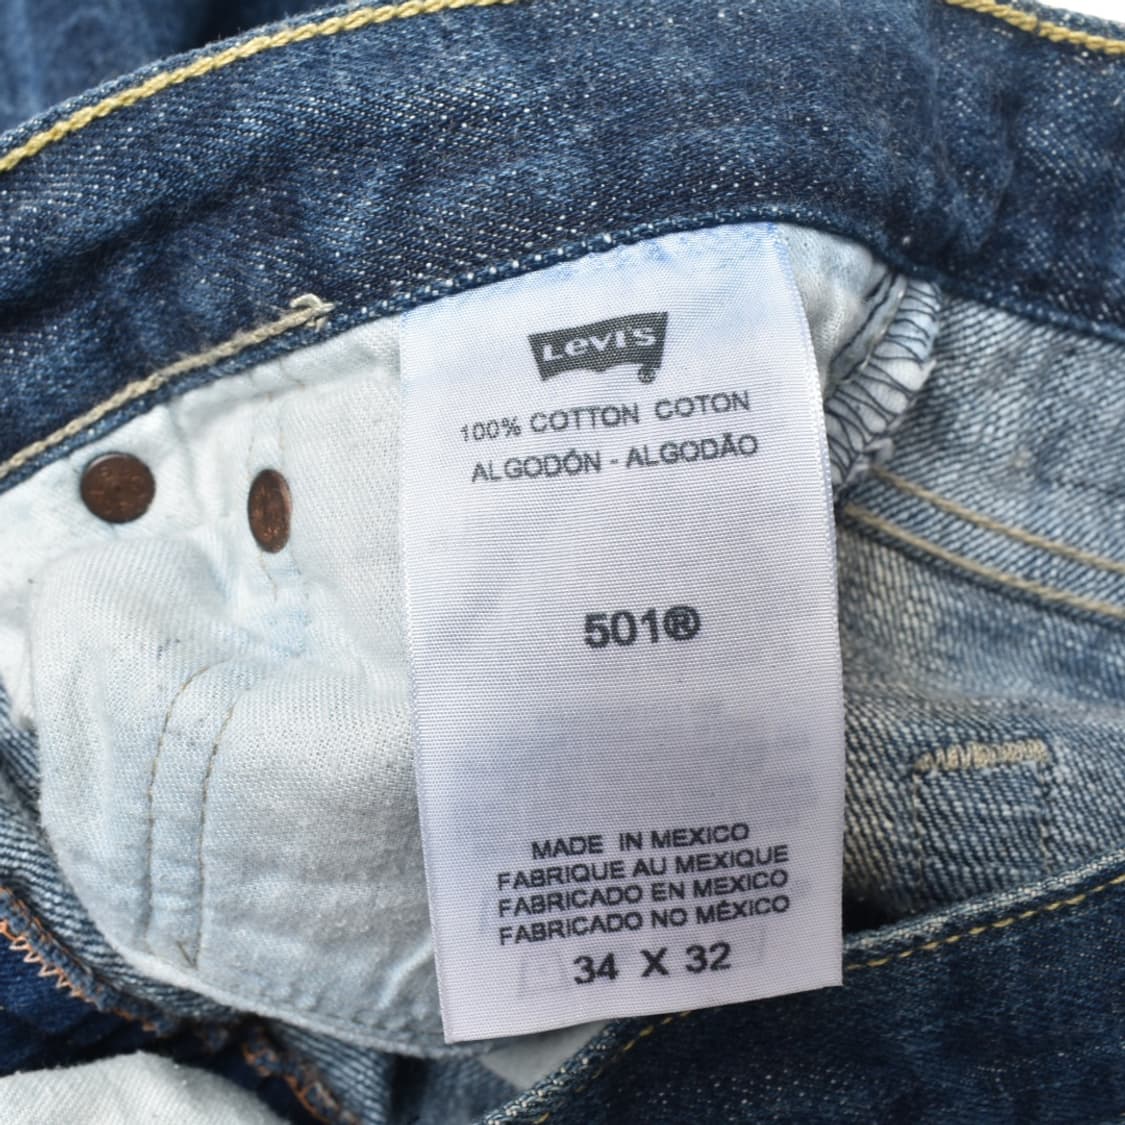 Levi's®
100% COTTON COTON
ALGODÓN - ALGODÃO
501®
MADE IN MEXICO
FABRIQUE AU MEXIQUE
FABRICADO EN MEXICO
FABRICADO NO MÉXICO
34 X 32